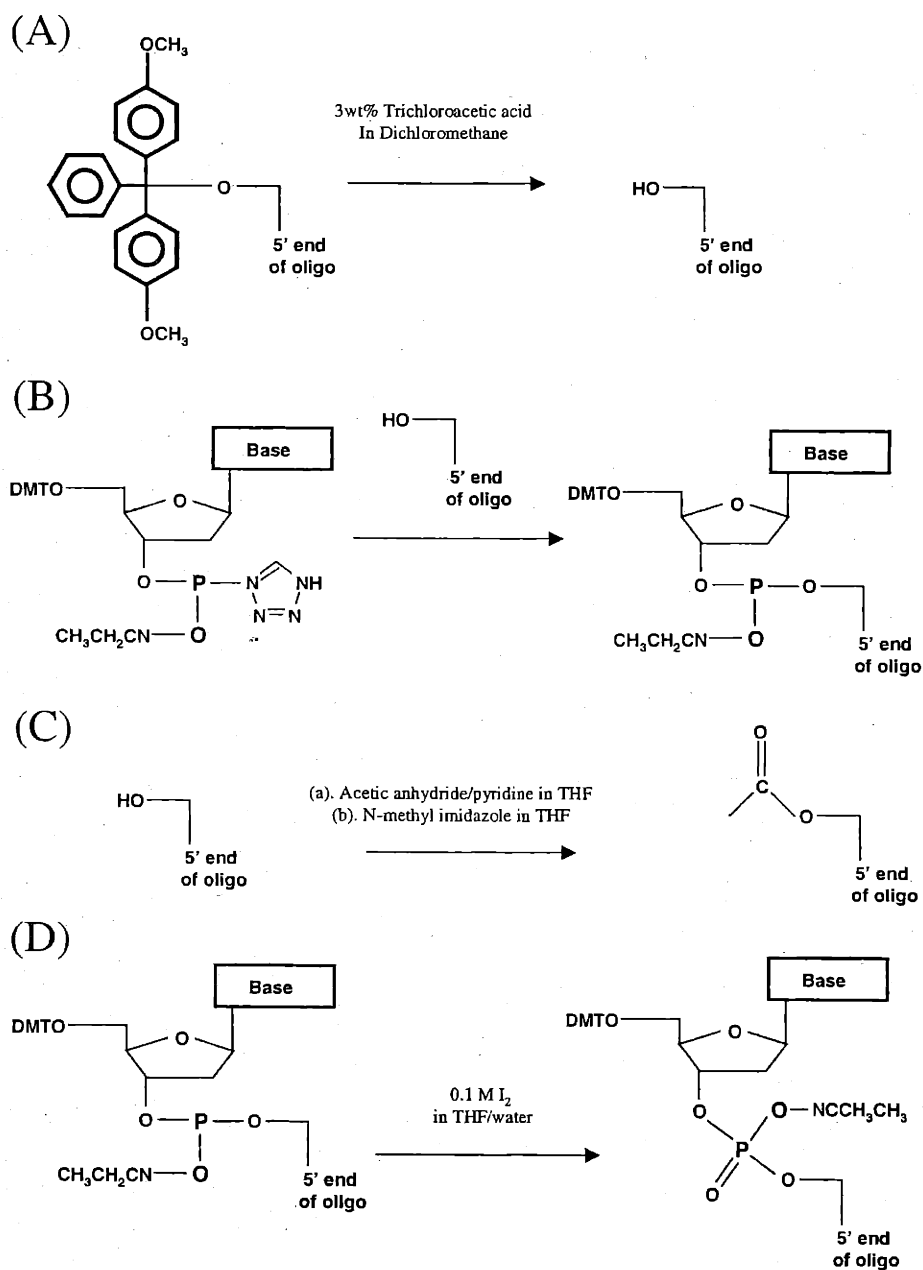 (A)
OCH3
3wt% Trichloroacetic acid
In Dichloromethane
O
HO
5' end
of oligo
5' end
of oligo
OCH3
(B)
HO
Base
Base
5' end
of oligo
DMTO
O
DMTO
O
O
P
N
NH
N
N
O
P
O
CH3CH2CN
O
CH3CH2CN
O
5' end
of oligo
(C)
O
HO
(a). Acetic anhydride/pyridine in THF
(b). N-methyl imidazole in THF
C
O
5' end
of oligo
5' end
of oligo
(D)
Base
Base
DMTO
O
DMTO
O
0.1 M I2
in THF/water
O
P
O
O
O
NCCH2CH3
P
CH3CH2CN
O
O
O
5' end
of oligo
5' end
of oligo